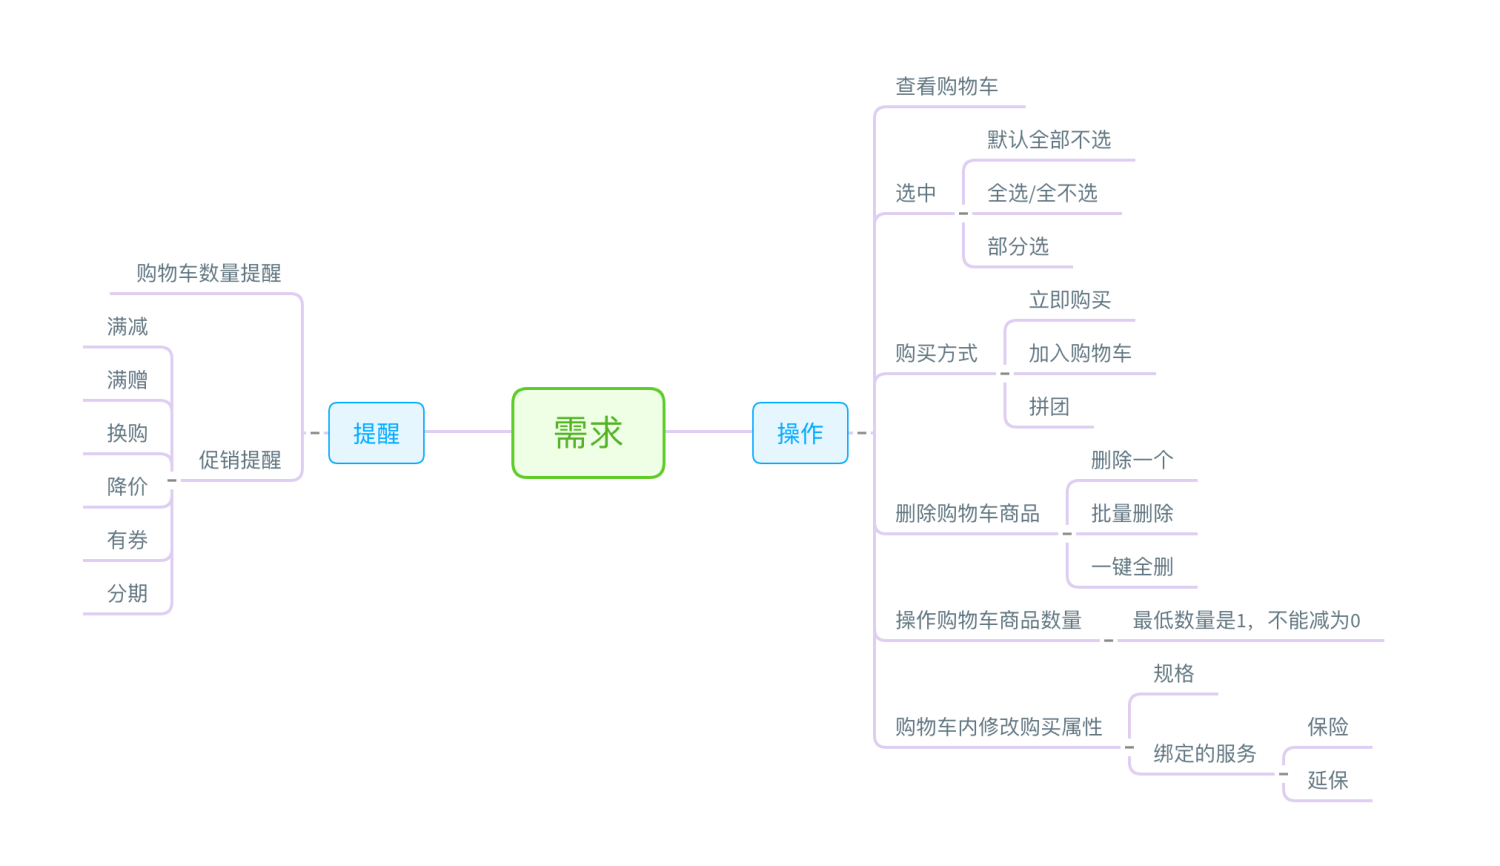 需求
提醒
购物车数量提醒
促销提醒
满减
满赠
换购
降价
有券
分期
操作
查看购物车
选中
默认全部不选
全选/全不选
部分选
购买方式
立即购买
加入购物车
拼团
删除购物车商品
删除一个
批量删除
一键全删
操作购物车商品数量
最低数量是1，不能减为0
购物车内修改购买属性
规格
绑定的服务
保险
延保